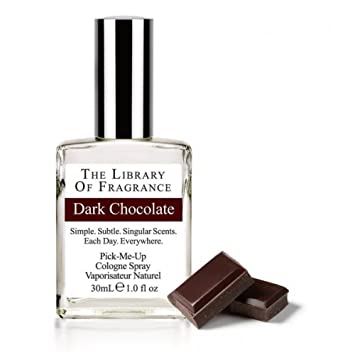 The Library
Of Fragrance
Dark Chocolate
Simple. Subtle. Singular Scents.
Each Day. Everywhere.
Pick-Me-Up
Cologne Spray
Vaporisateur Naturel
30mL ℮ 1.0 fl oz